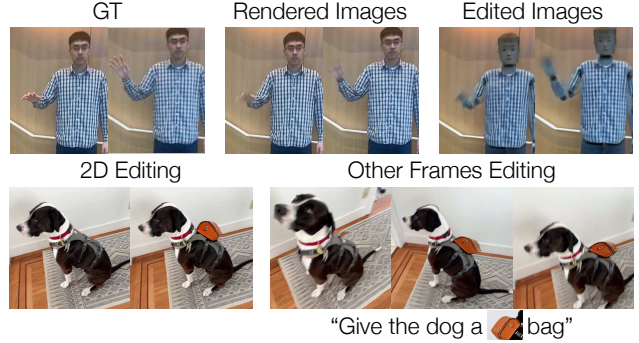 GT
Rendered Images
Edited Images
2D Editing
Other Frames Editing
“Give the dog a bag”